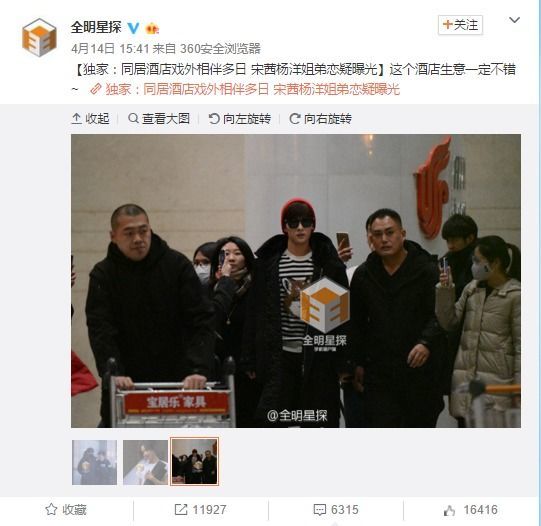 全明星探
+关注
4月14日 15:41 来自 360安全浏览器
【独家：同居酒店戏外相伴多日 宋茜杨洋姐弟恋疑曝光】这个酒店生意一定不错
~ 独家：同居酒店戏外相伴多日 宋茜杨洋姐弟恋疑曝光
收起 查看大图 向左旋转 向右旋转
全明星探
宝居乐 家具
@全明星探
收藏 11927 6315 16416